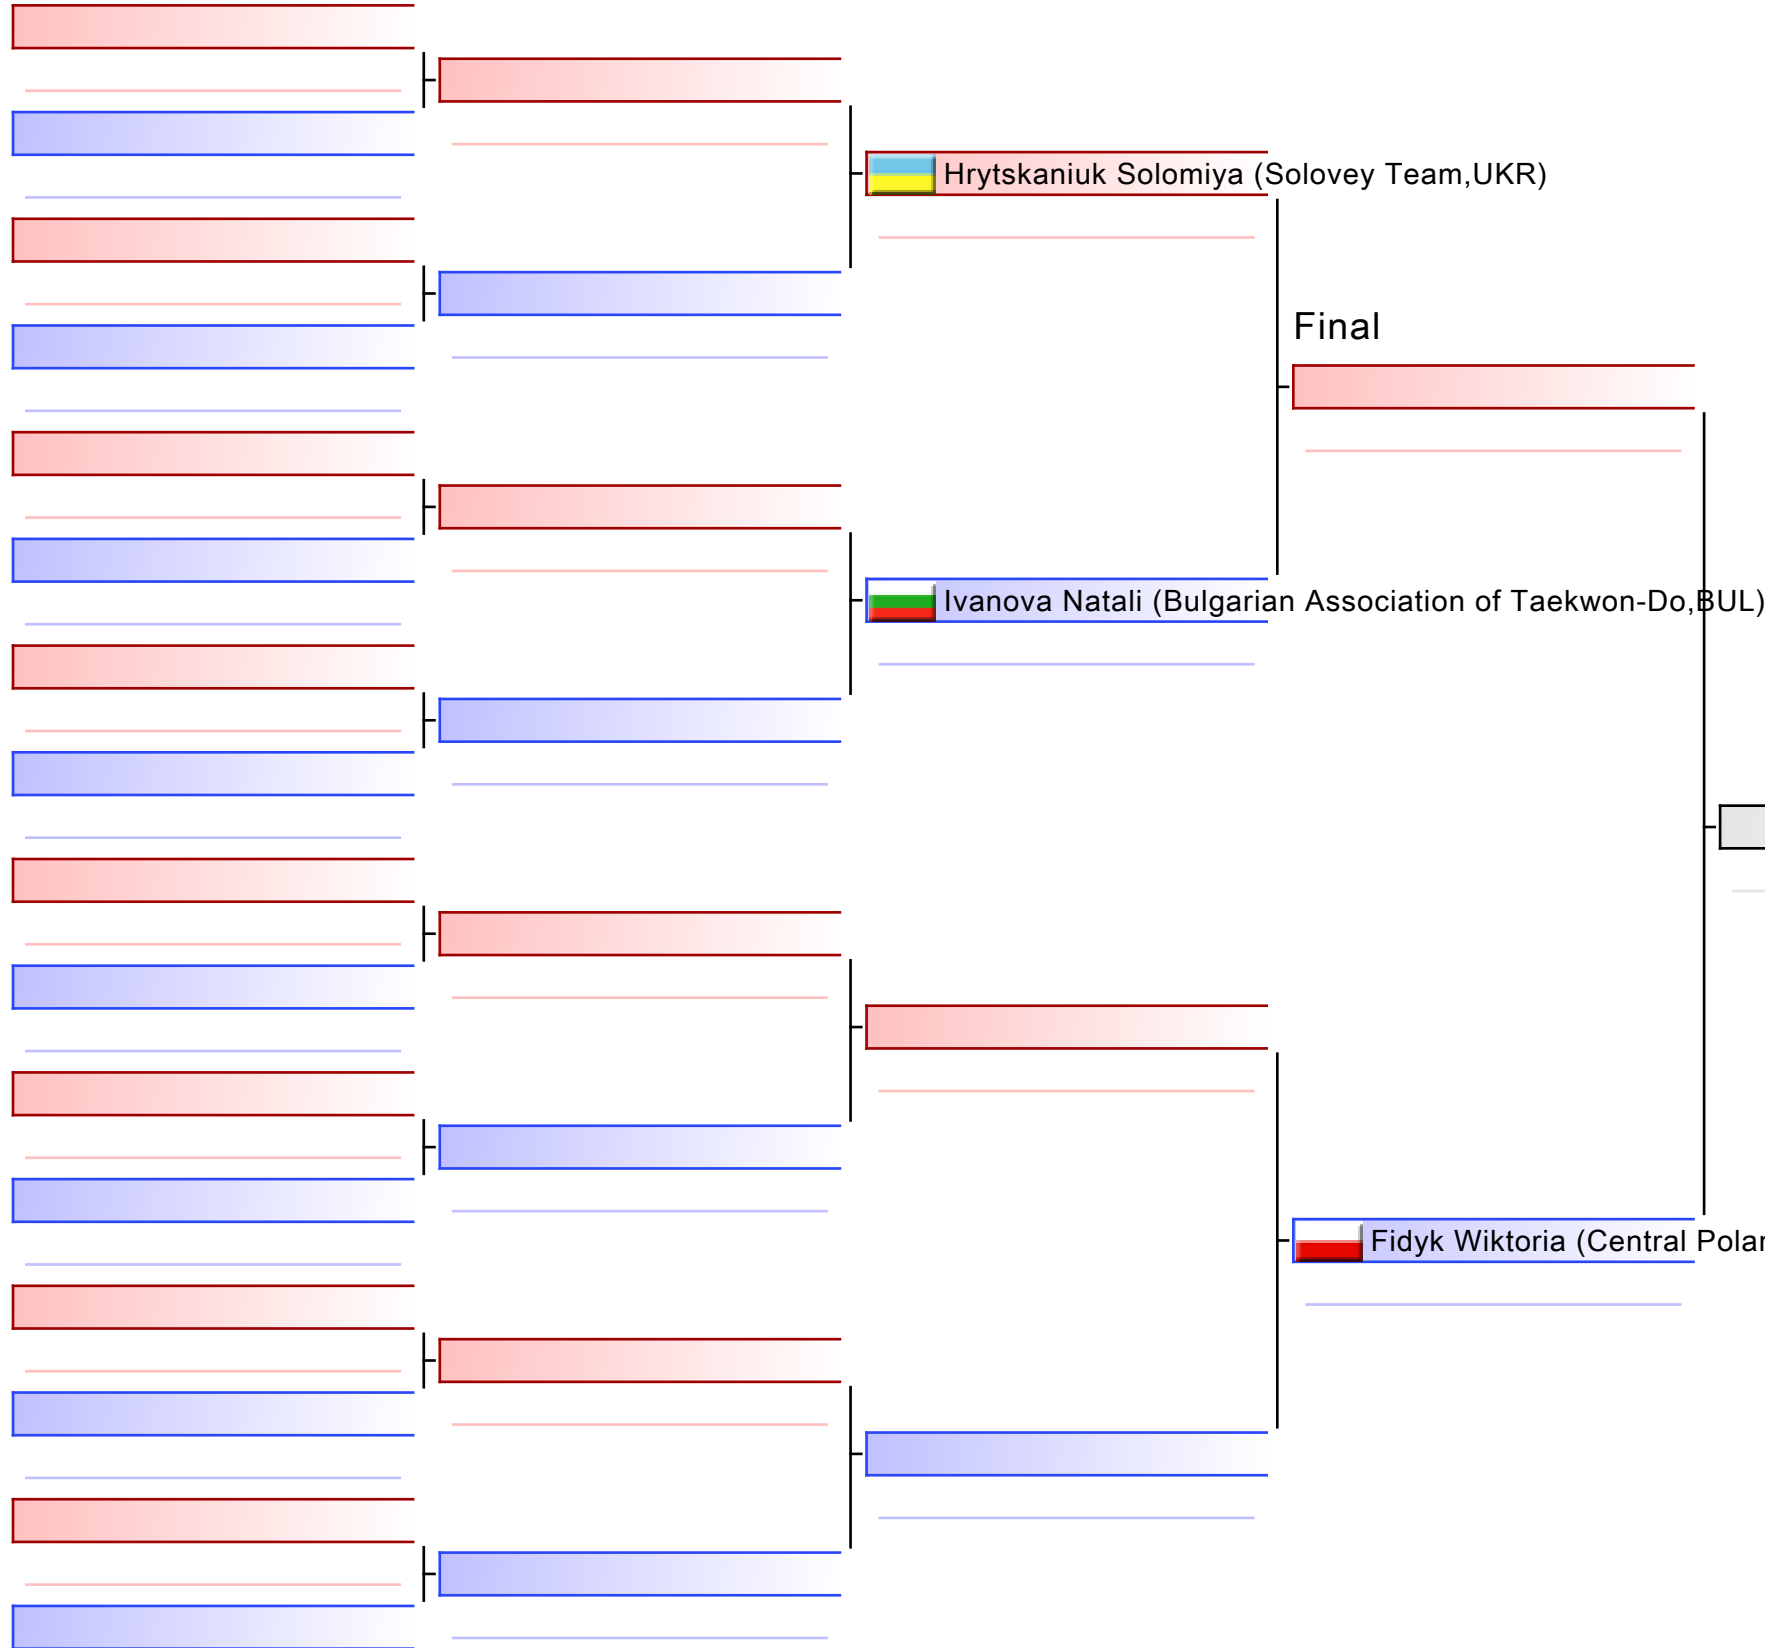 Hrytskaniuk Solomiya (Solovey Team,UKR)
Final
Ivanova Natali (Bulgarian Association of Taekwon-Do,BUL)
Fidyk Wiktoria (Central